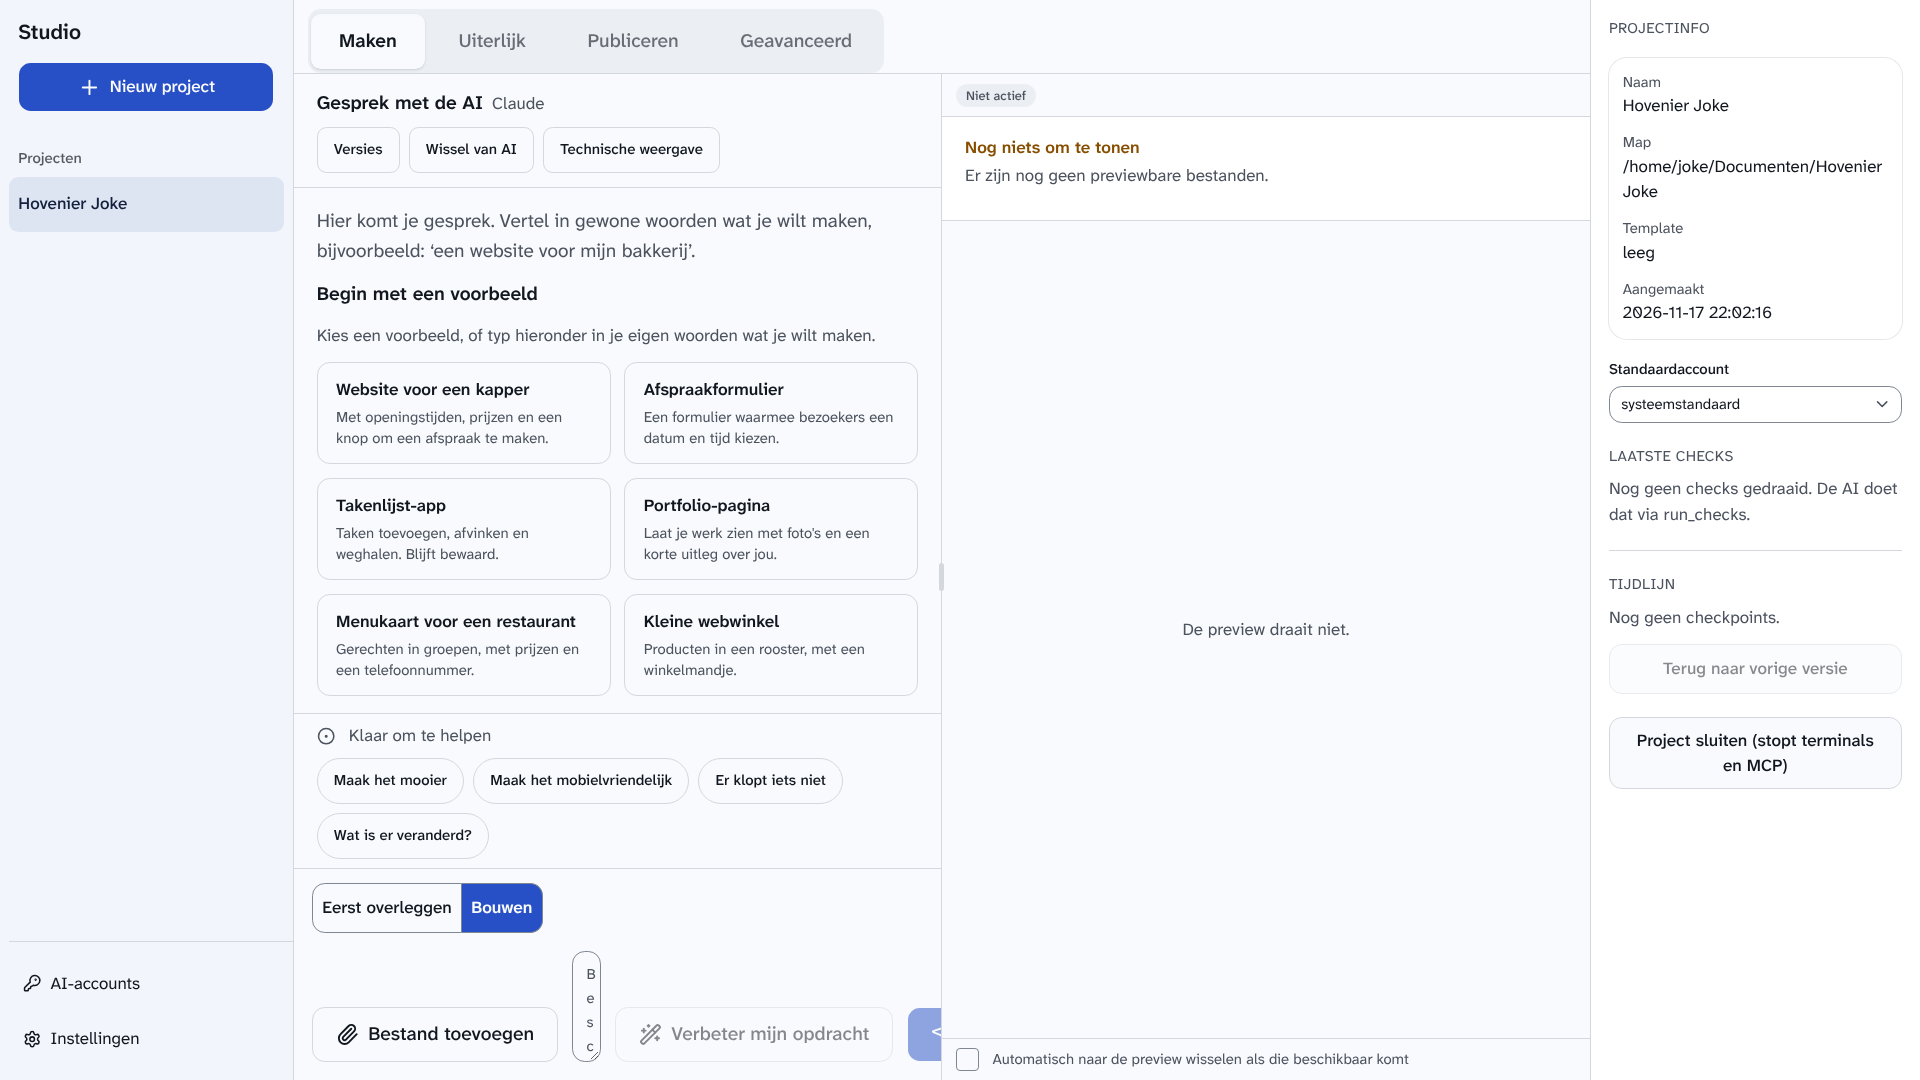 Studio
Nieuw project
Projecten
Hovenier Joke
AI-accounts
Instellingen
Maken
Uiterlijk
Publiceren
Geavanceerd
Gesprek met de AI Claude
Versies
Wissel van AI
Technische weergave
Hier komt je gesprek. Vertel in gewone woorden wat je wilt maken,
bijvoorbeeld: ‘een website voor mijn bakkerij’.
Begin met een voorbeeld
Kies een voorbeeld, of typ hieronder in je eigen woorden wat je wilt maken.
Website voor een kapper
Met openingstijden, prijzen en een
knop om een afspraak te maken.
Afspraakformulier
Een formulier waarmee bezoekers een
datum en tijd kiezen.
Takenlijst-app
Taken toevoegen, afvinken en
weghalen. Blijft bewaard.
Portfolio-pagina
Laat je werk zien met foto's en een
korte uitleg over jou.
Menukaart voor een restaurant
Gerechten in groepen, met prijzen en
een telefoonnummer.
Kleine webwinkel
Producten in een rooster, met een
winkelmandje.
Klaar om te helpen
Maak het mooier
Maak het mobielvriendelijk
Er klopt iets niet
Wat is er veranderd?
Eerst overleggen
Bouwen
Bestand toevoegen
B
e
s
c
Verbeter mijn opdracht
Niet actief
Nog niets om te tonen
Er zijn nog geen previewbare bestanden.
De preview draait niet.
Automatisch naar de preview wisselen als die beschikbaar komt
PROJECTINFO
Naam
Hovenier Joke
Map
/home/joke/Documenten/Hovenier
Joke
Template
leeg
Aangemaakt
2026-11-17 22:02:16
Standaardaccount
systeemstandaard
LAATSTE CHECKS
Nog geen checks gedraaid. De AI doet
dat via run_checks.
TIJDLIJN
Nog geen checkpoints.
Terug naar vorige versie
Project sluiten (stopt terminals
en MCP)